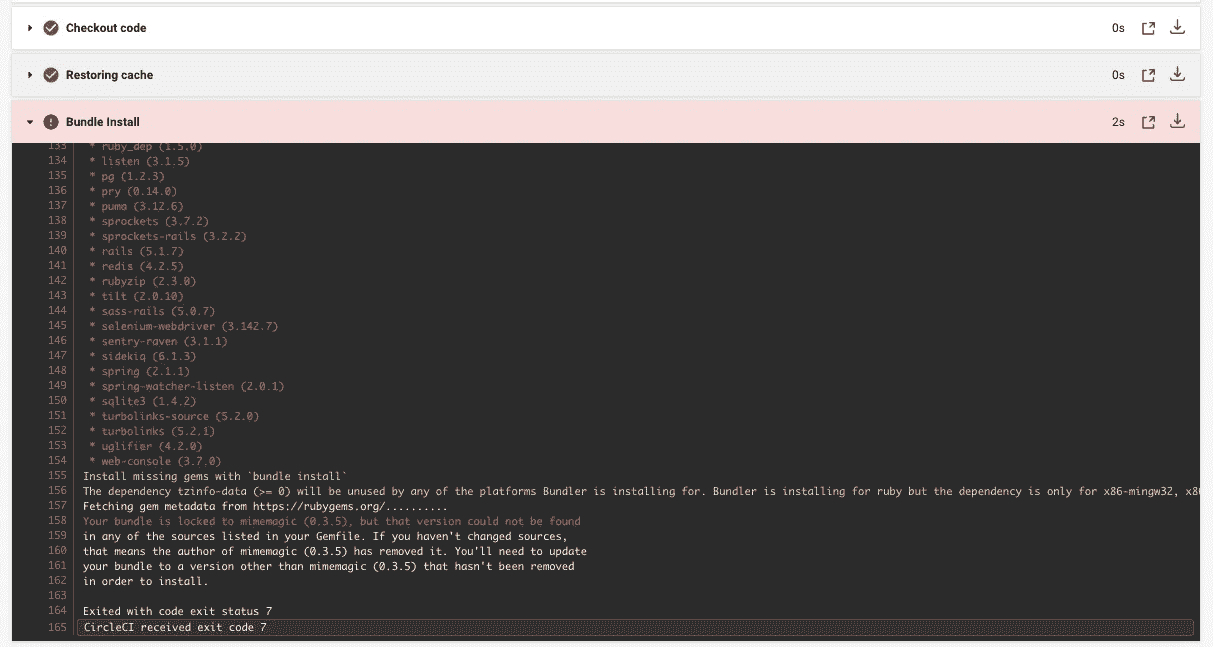 Checkout code 0s
Restoring cache 0s
Bundle Install 2s
133 * ruby_dep (1.5.0)
134 * listen (3.1.5)
135 * pg (1.2.3)
136 * pry (0.14.0)
137 * puma (3.12.6)
138 * sprockets (3.7.2)
139 * sprockets-rails (3.2.2)
140 * rails (5.1.7)
141 * redis (4.2.5)
142 * rubyzip (2.3.0)
143 * tilt (2.0.10)
144 * sass-rails (5.0.7)
145 * selenium-webdriver (3.142.7)
146 * sentry-raven (3.1.1)
147 * sidekiq (6.1.3)
148 * spring (2.1.1)
149 * spring-watcher-listen (2.0.1)
150 * sqlite3 (1.4.2)
151 * turbolinks-source (5.2.0)
152 * turbolinks (5.2.1)
153 * uglifier (4.2.0)
154 * web-console (3.7.0)
155 Install missing gems with `bundle install`
156 The dependency tzinfo-data (>= 0) will be unused by any of the platforms Bundler is installing for. Bundler is installing for ruby but the dependency is only for x86-mingw32, x8
157 Fetching gem metadata from https://rubygems.org/..........
158 Your bundle is locked to mimemagic (0.3.5), but that version could not be found
159 in any of the sources listed in your Gemfile. If you haven't changed sources,
160 that means the author of mimemagic (0.3.5) has removed it. You'll need to update
161 your bundle to a version other than mimemagic (0.3.5) that hasn't been removed
162 in order to install.
163
164 Exited with code exit status 7
165 CircleCI received exit code 7